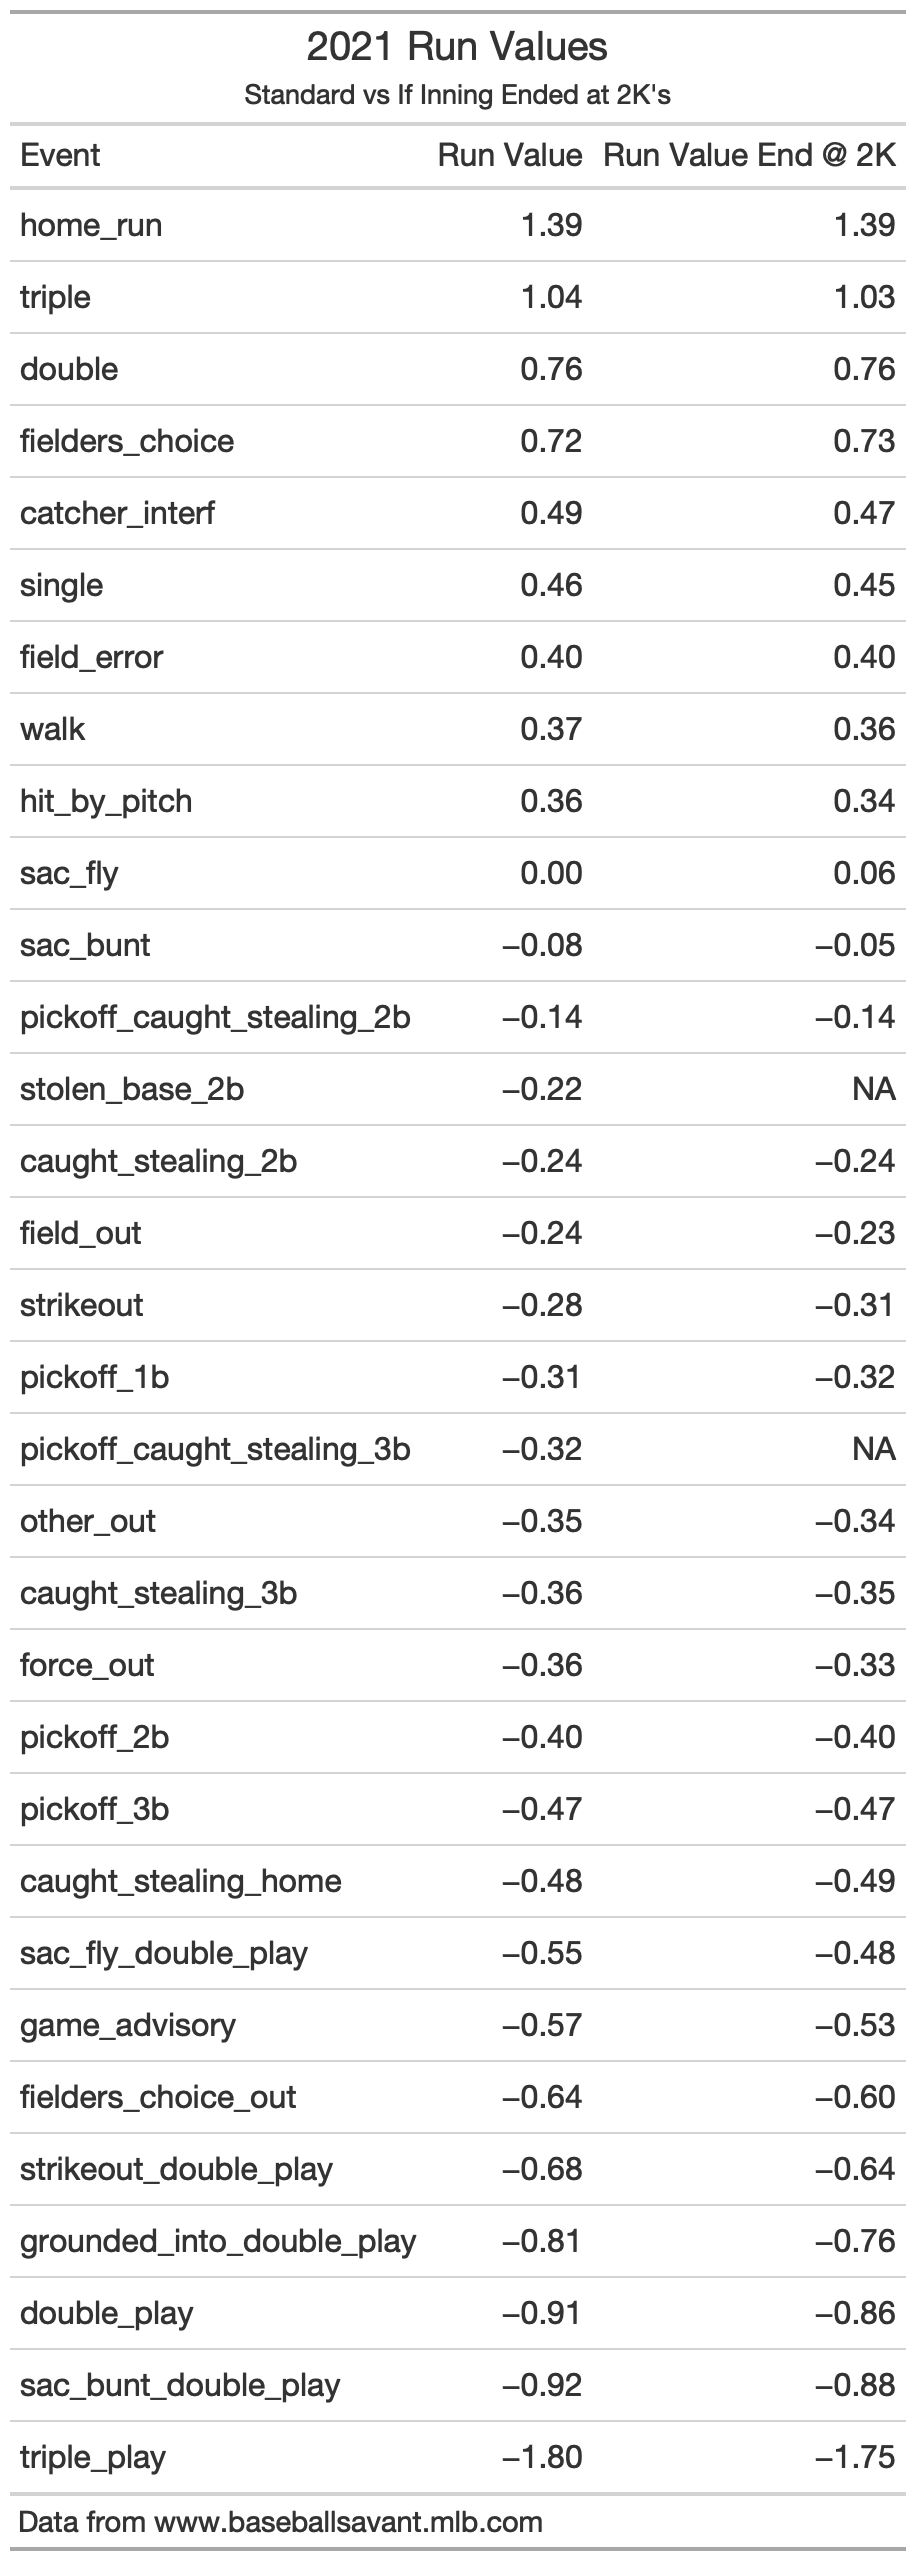 2021 Run Values
Standard vs If Inning Ended at 2K's
Event Run Value Run Value End @ 2K
home_run 1.39 1.39
triple 1.04 1.03
double 0.76 0.76
fielders_choice 0.72 0.73
catcher_interf 0.49 0.47
single 0.46 0.45
field_error 0.40 0.40
walk 0.37 0.36
hit_by_pitch 0.36 0.34
sac_fly 0.00 0.06
sac_bunt −0.08 −0.05
pickoff_caught_stealing_2b −0.14 −0.14
stolen_base_2b −0.22 NA
caught_stealing_2b −0.24 −0.24
field_out −0.24 −0.23
strikeout −0.28 −0.31
pickoff_1b −0.31 −0.32
pickoff_caught_stealing_3b −0.32 NA
other_out −0.35 −0.34
caught_stealing_3b −0.36 −0.35
force_out −0.36 −0.33
pickoff_2b −0.40 −0.40
pickoff_3b −0.47 −0.47
caught_stealing_home −0.48 −0.49
sac_fly_double_play −0.55 −0.48
game_advisory −0.57 −0.53
fielders_choice_out −0.64 −0.60
strikeout_double_play −0.68 −0.64
grounded_into_double_play −0.81 −0.76
double_play −0.91 −0.86
sac_bunt_double_play −0.92 −0.88
triple_play −1.80 −1.75
Data from www.baseballsavant.mlb.com